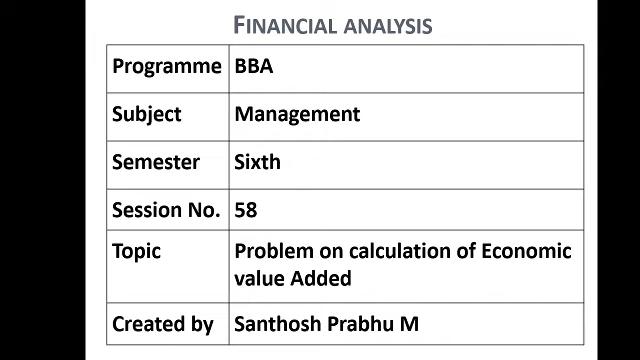 FINANCIAL ANALYSIS
Programme BBA
Subject Management
Semester Sixth
Session No. 58
Topic Problem on calculation of Economic
value Added
Created by Santhosh Prabhu M